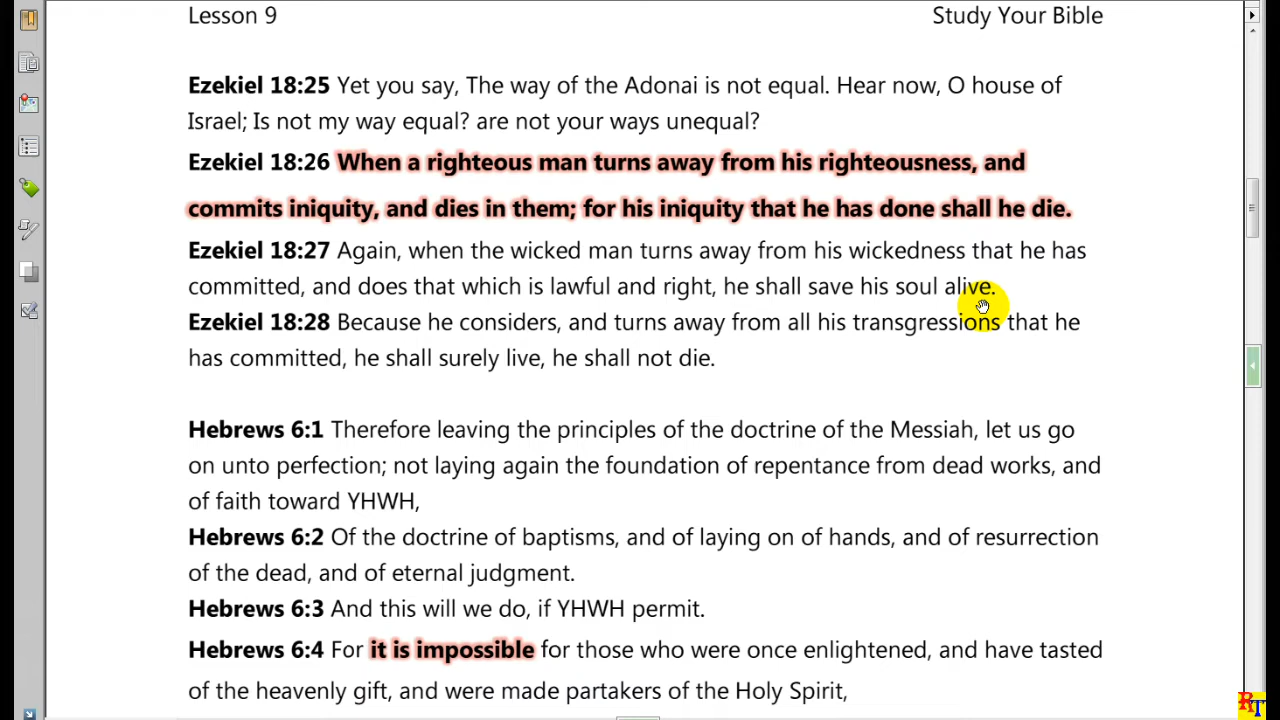 Lesson 9 Study Your Bible
Ezekiel 18:25 Yet you say, The way of the Adonai is not equal. Hear now, O house of
Israel; Is not my way equal? are not your ways unequal?
Ezekiel 18:26 When a righteous man turns away from his righteousness, and
commits iniquity, and dies in them; for his iniquity that he has done shall he die.
Ezekiel 18:27 Again, when the wicked man turns away from his wickedness that he has
committed, and does that which is lawful and right, he shall save his soul alive.
Ezekiel 18:28 Because he considers, and turns away from all his transgressions that he
has committed, he shall surely live, he shall not die.
Hebrews 6:1 Therefore leaving the principles of the doctrine of the Messiah, let us go
on unto perfection; not laying again the foundation of repentance from dead works, and
of faith toward YHWH,
Hebrews 6:2 Of the doctrine of baptisms, and of laying on of hands, and of resurrection
of the dead, and of eternal judgment.
Hebrews 6:3 And this will we do, if YHWH permit.
Hebrews 6:4 For it is impossible for those who were once enlightened, and have tasted
of the heavenly gift, and were made partakers of the Holy Spirit,
RT